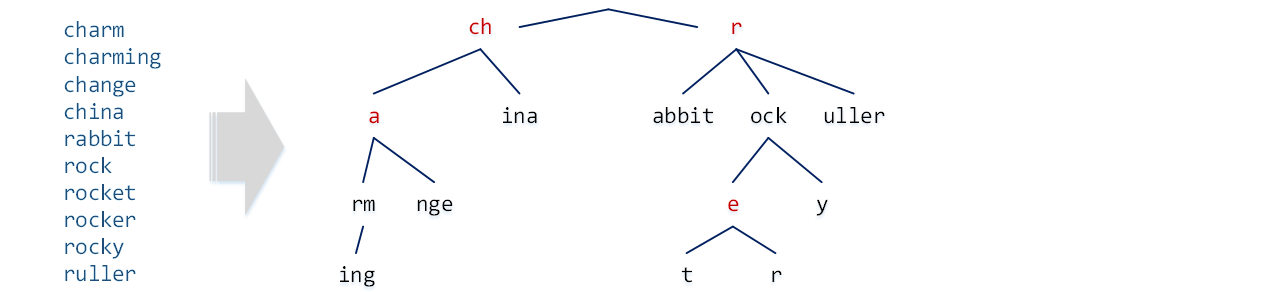 charm
charming
change
china
rabbit
rock
rocket
rocker
rocky
ruller
ch r
a ina abbit ock uller
rm nge e y
ing t r